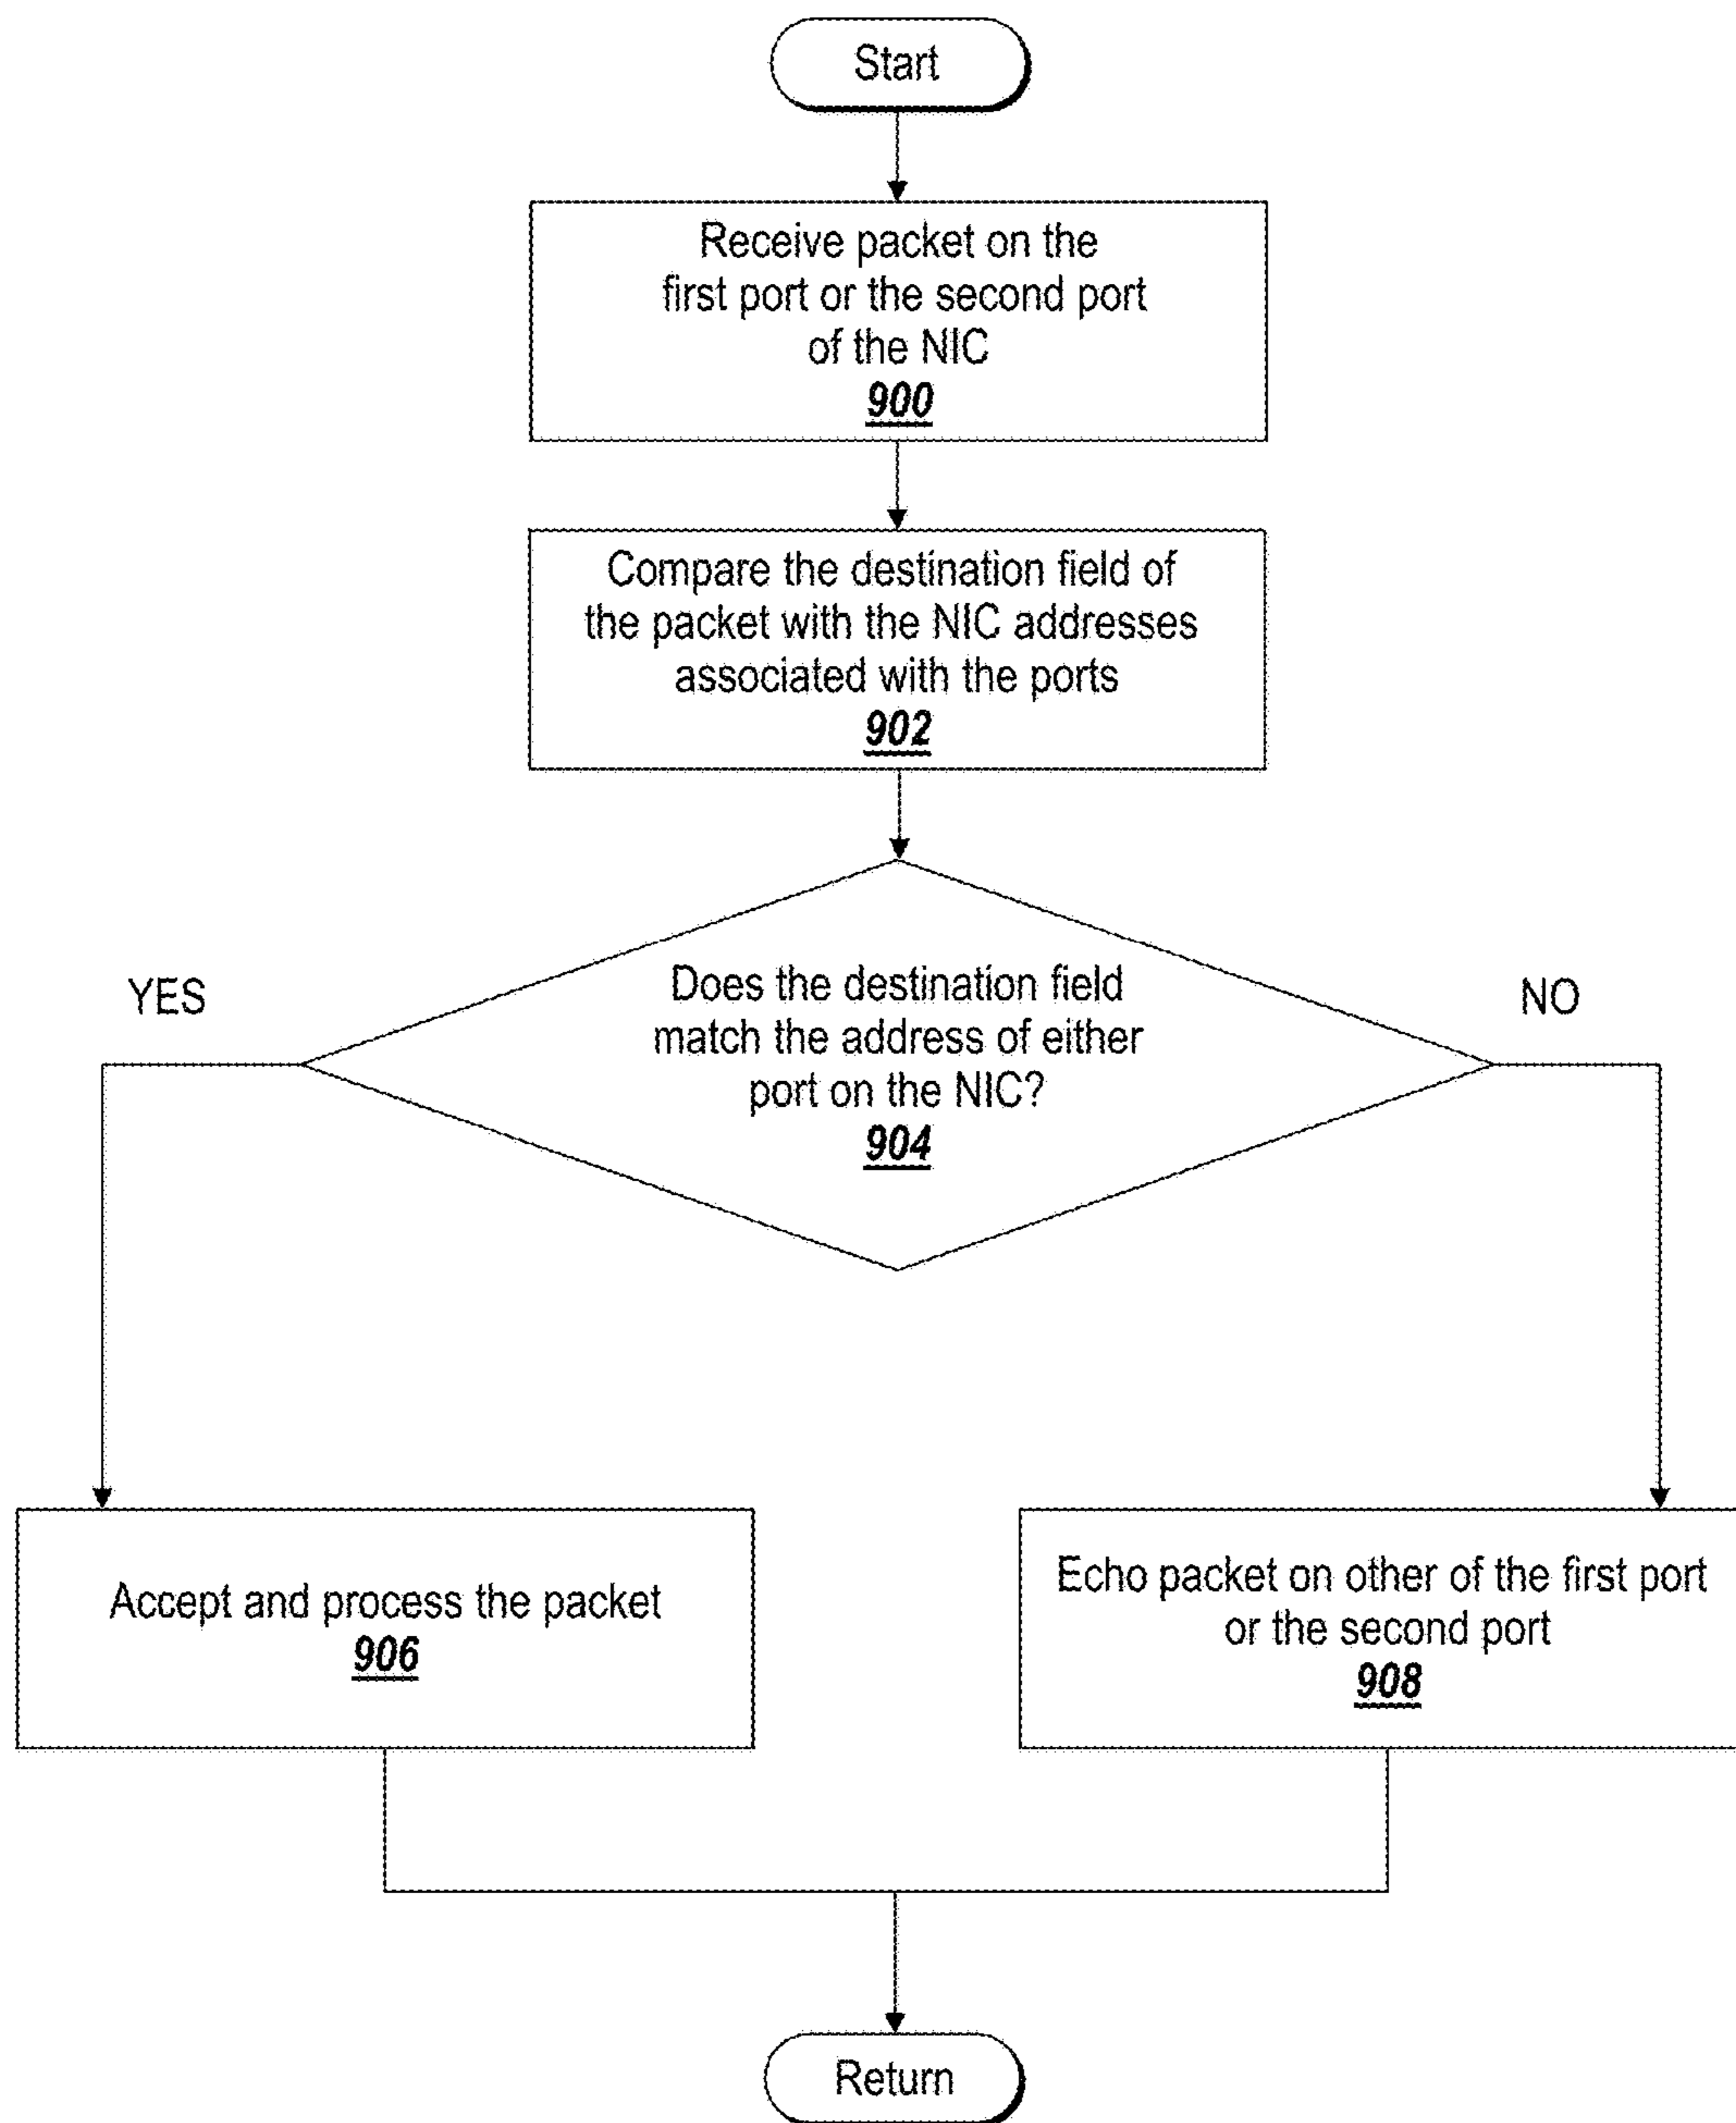 Start
Receive packet on the
first port or the second port
of the NIC
900
Compare the destination field of
the packet with the NIC addresses
associated with the ports
902
YES
Does the destination field
match the address of either
port on the NIC?
904
NO
Accept and process the packet
906
Echo packet on other of the first port
or the second port
908
Return